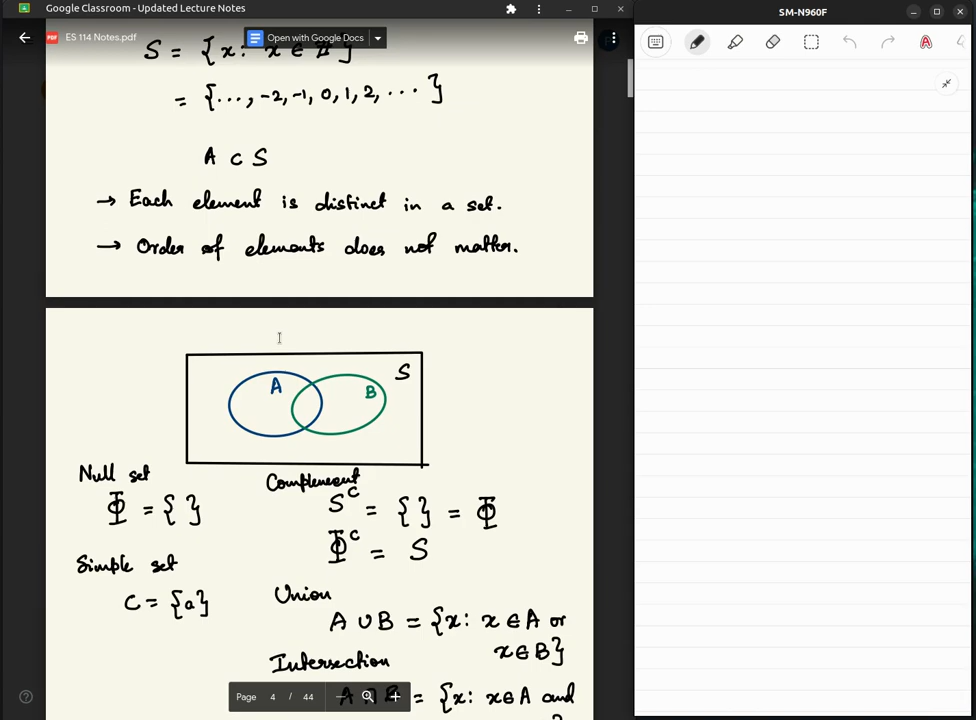 Google Classroom - Updated Lecture Notes
ES 114 Notes.pdf
Open with Google Docs
S = {x : x ∈ Z}
= {..., -2, -1, 0, 1, 2, ... }
A ⊂ S
→ Each element is distinct in a set.
→ Order of elements does not matter.
A
B
S
Null set
Φ = { }
Complement
S^c = { } = Φ
Φ^c = S
Simple set
C = {a}
Union
A ∪ B = {x : x ∈ A or
x ∈ B}
Intersection
A ∩ B = {x : x ∈ A and
Page 4 / 44
SM-N960F
A